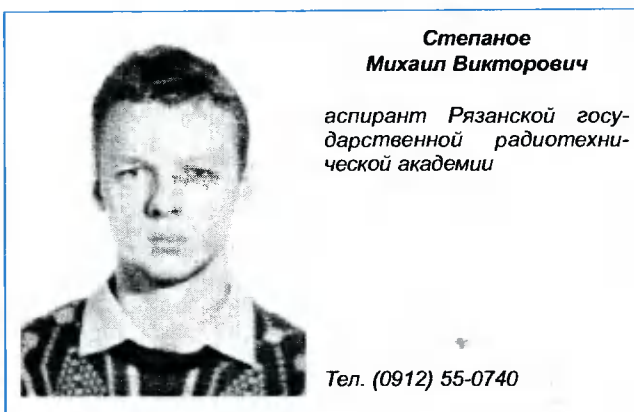 Степаное
Михаил Викторович
аспирант Рязанской госу-
дарственной радиотехни-
ческой академии
Тел. (0912) 55-0740